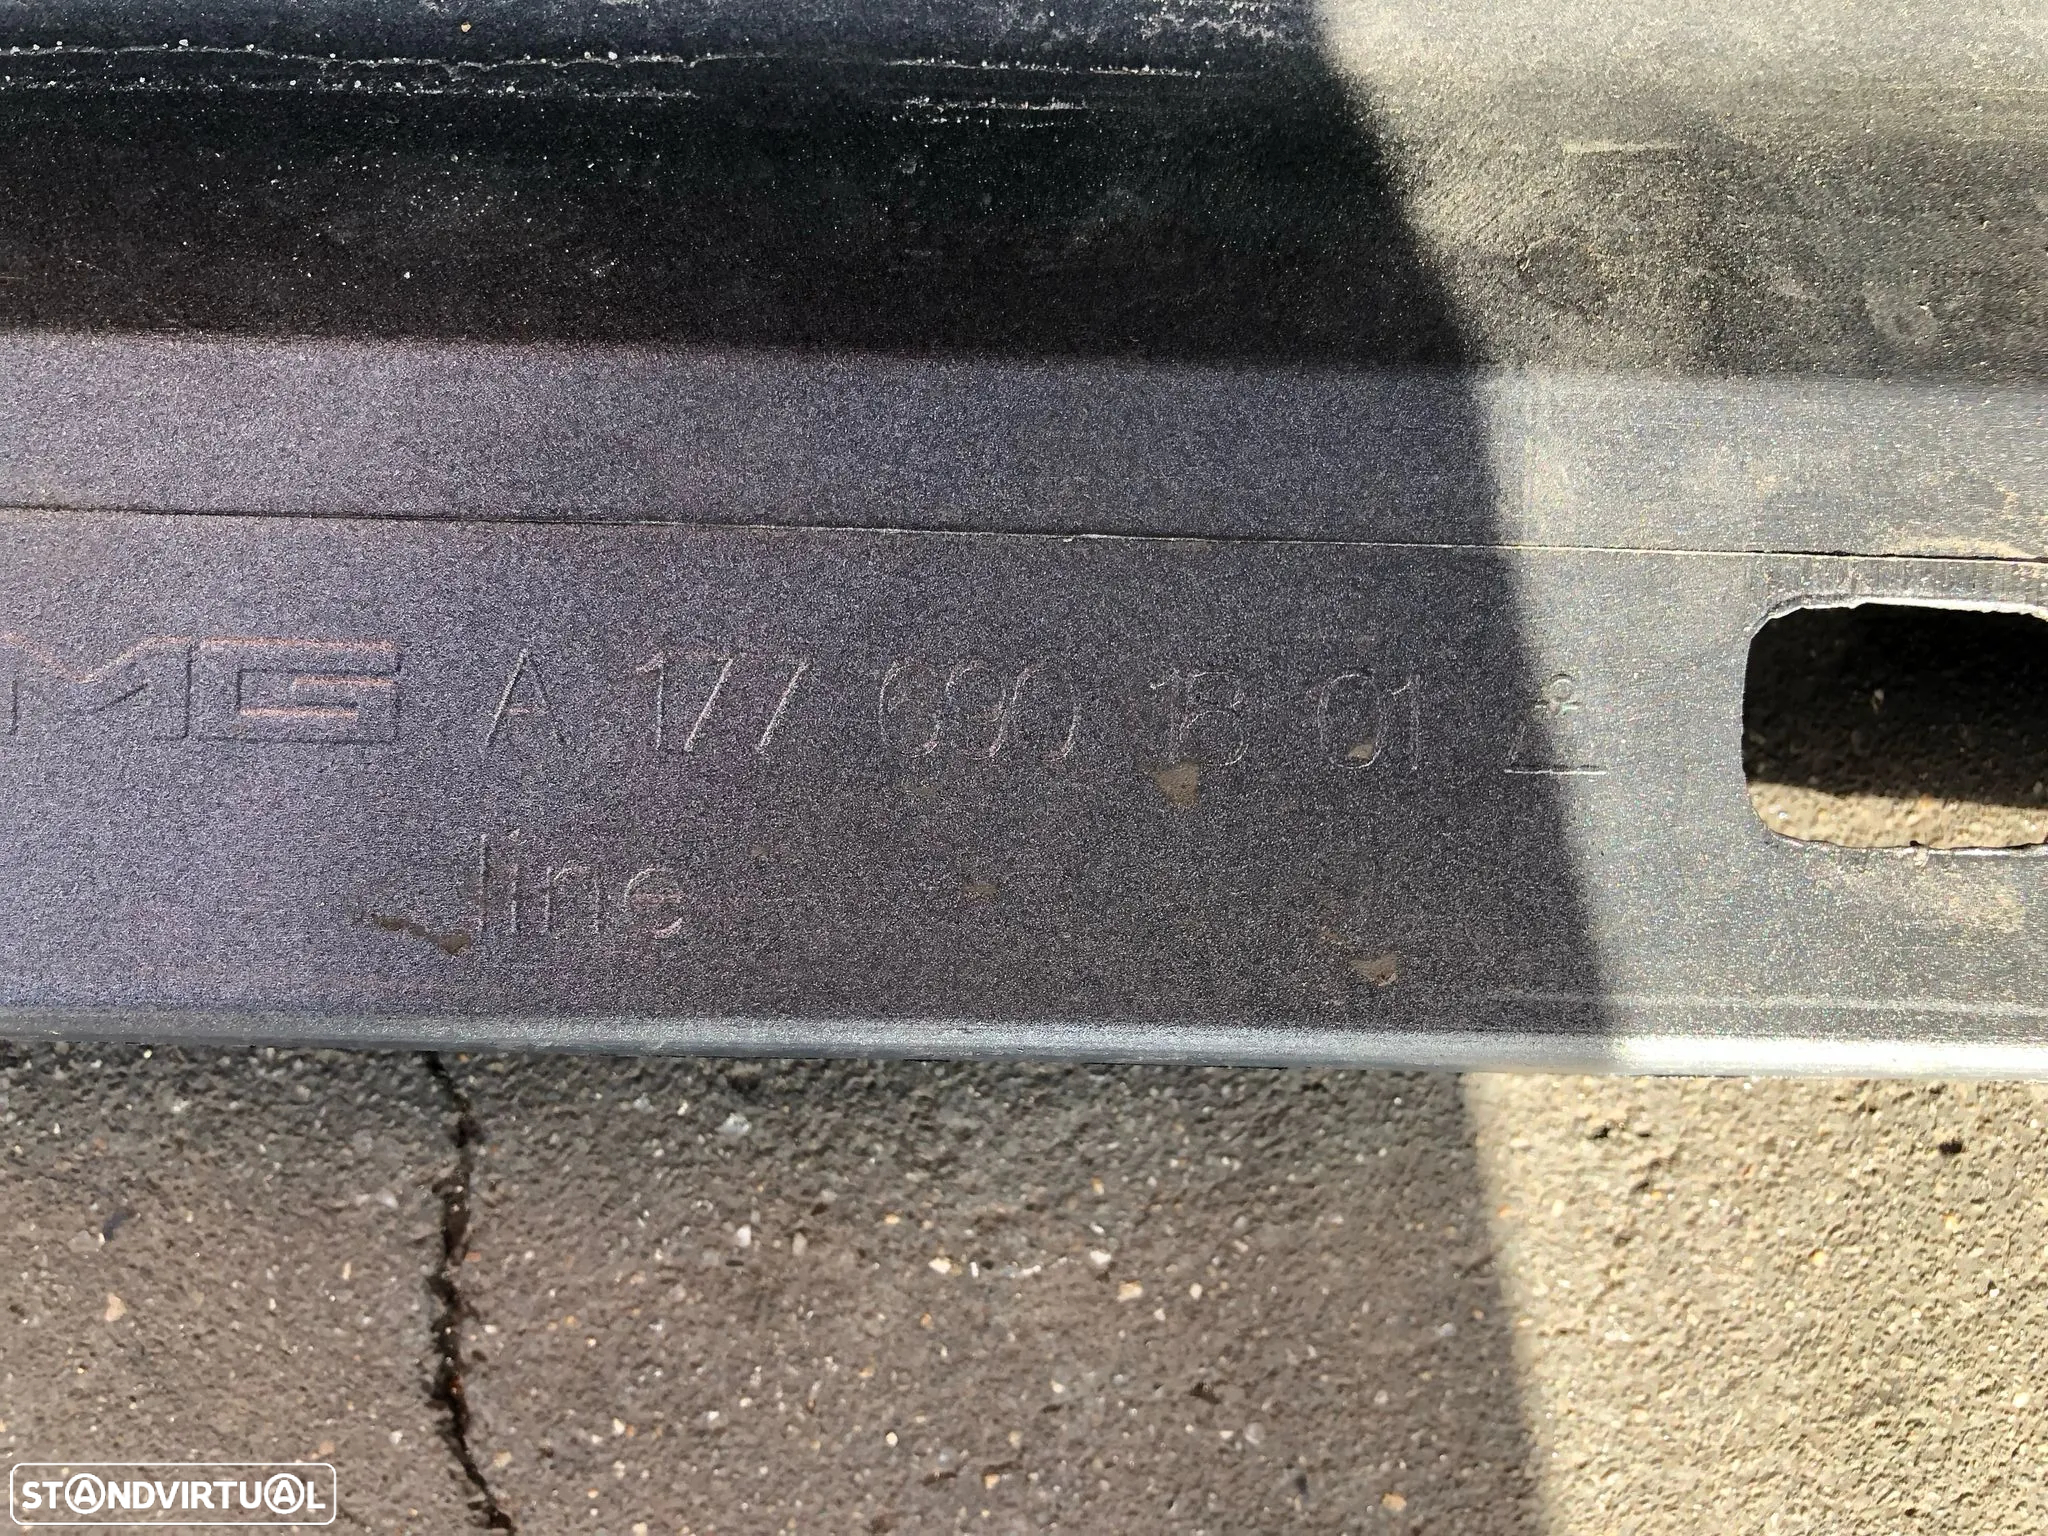 AMG A 177 690 18 01
line
STANDVIRTUAL